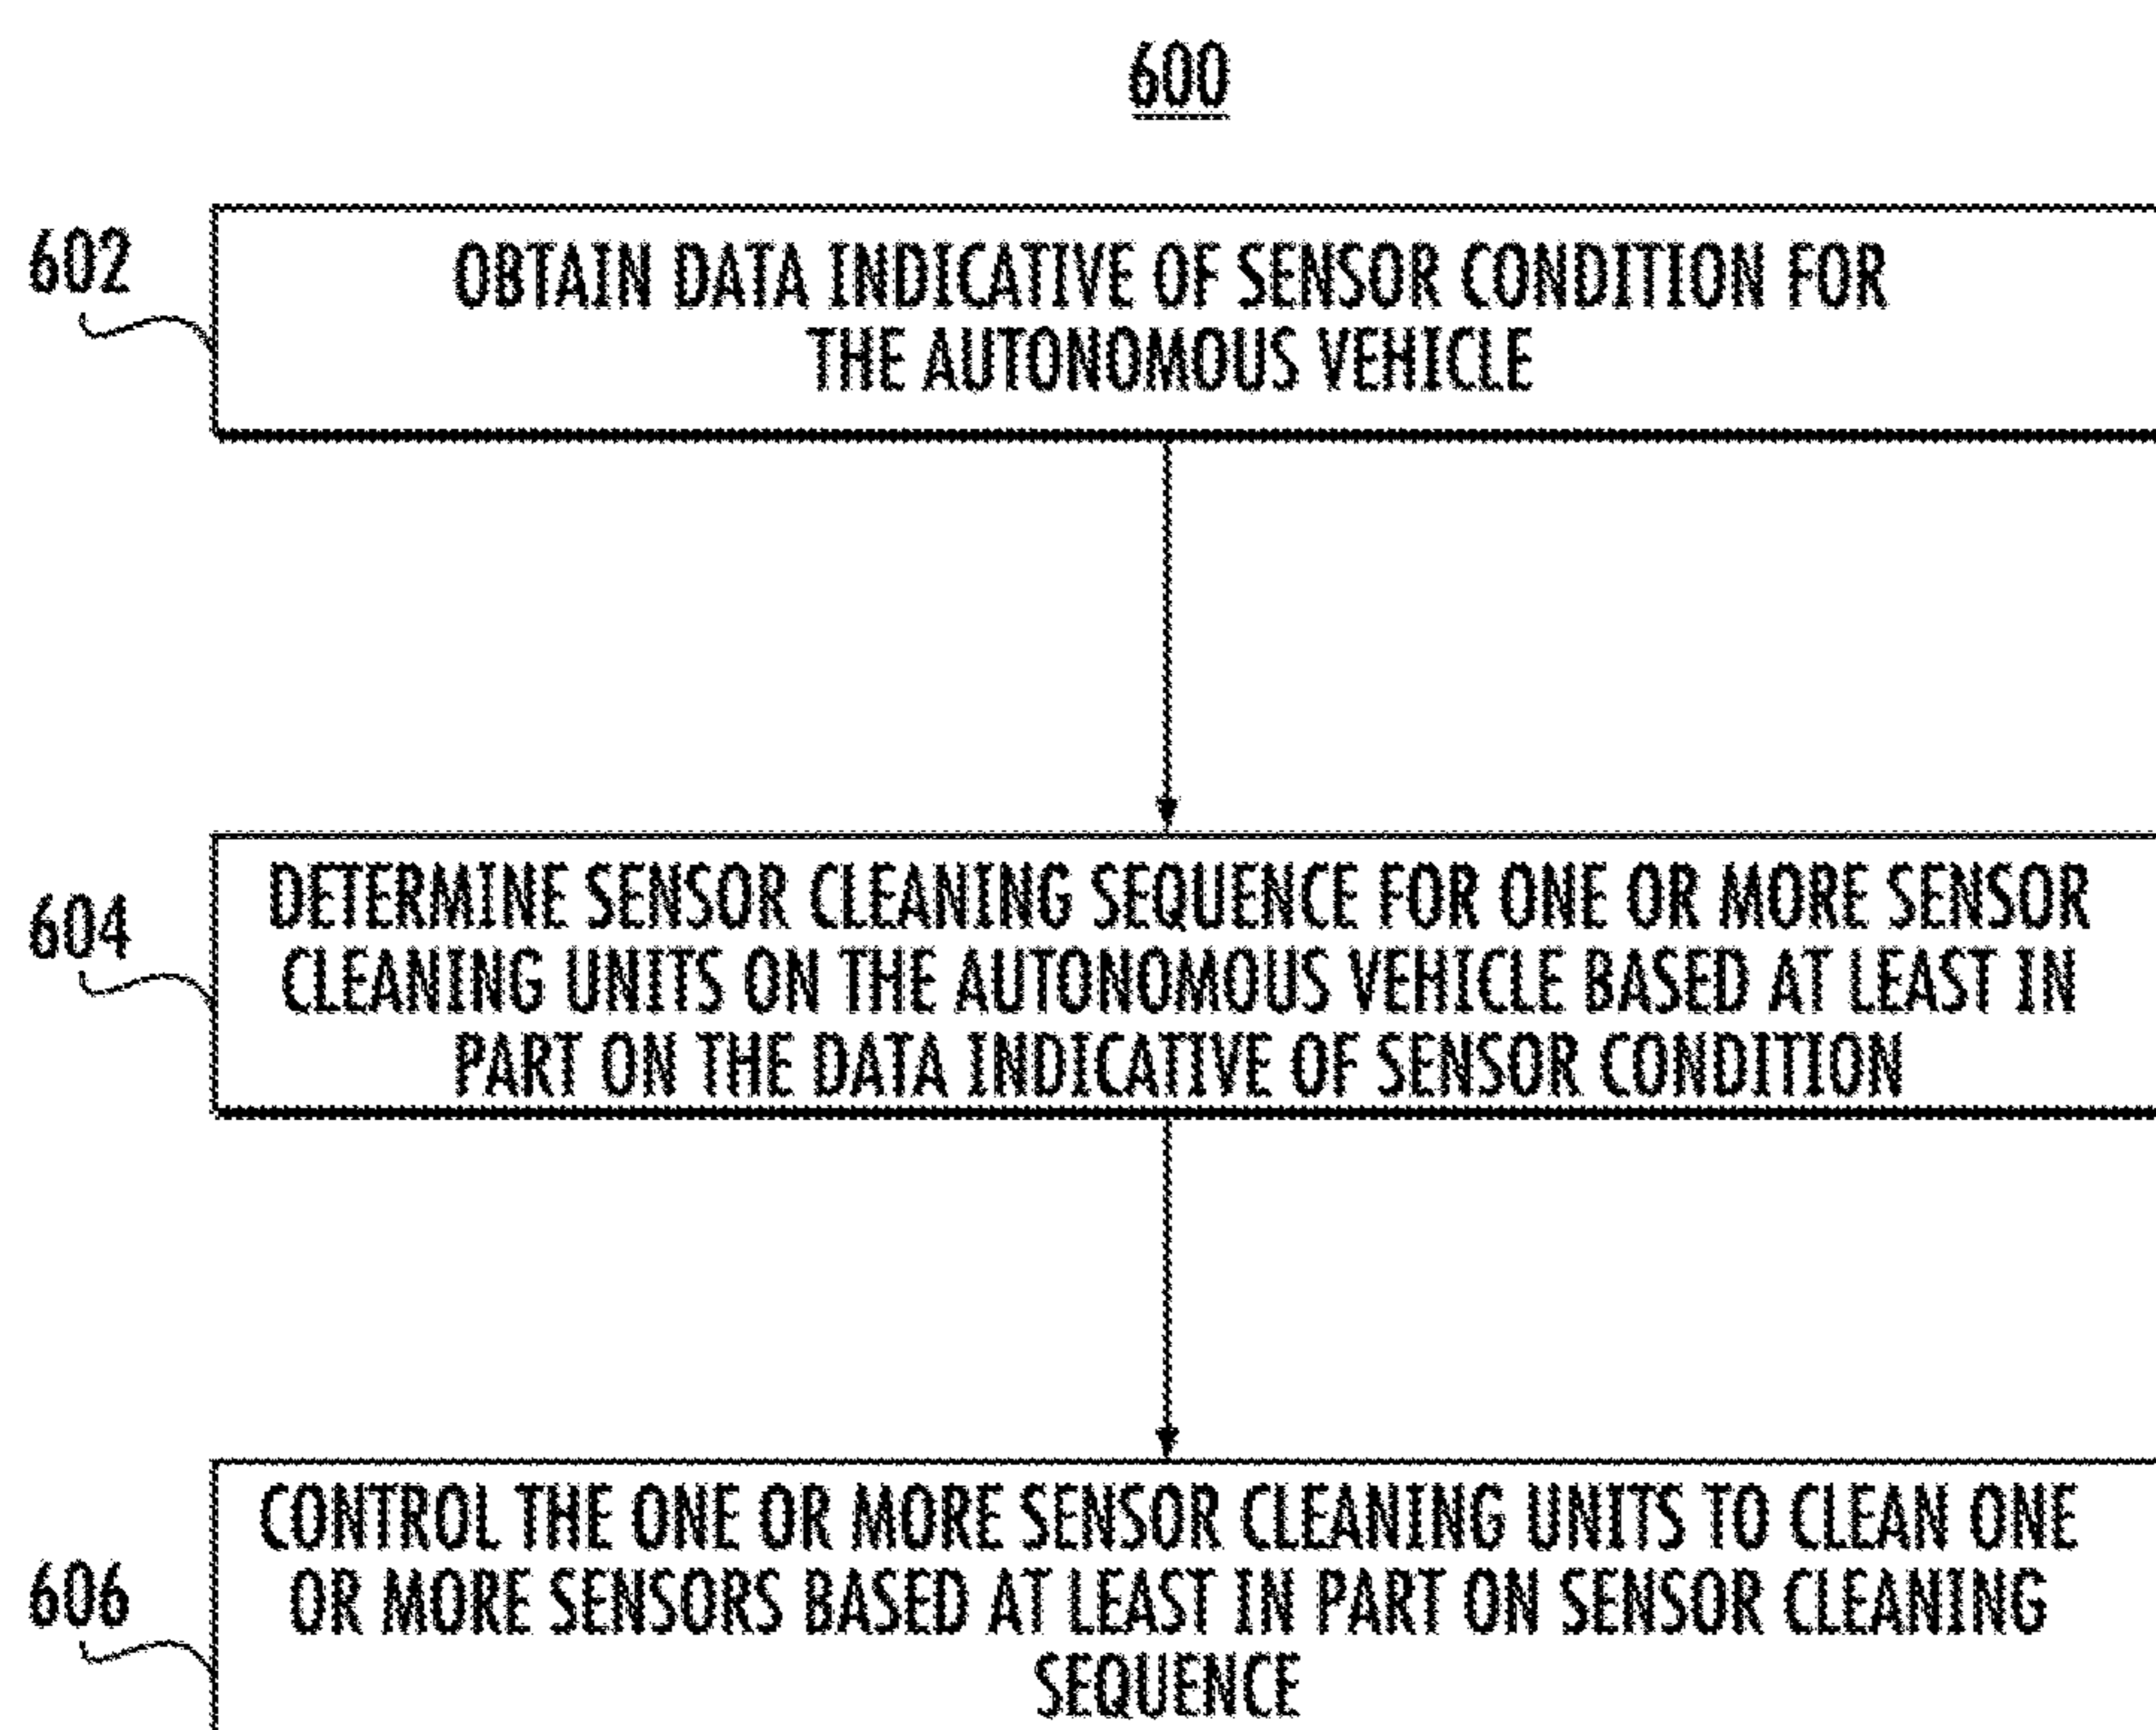 600
602
OBTAIN DATA INDICATIVE OF SENSOR CONDITION FOR
THE AUTONOMOUS VEHICLE
604
DETERMINE SENSOR CLEANING SEQUENCE FOR ONE OR MORE SENSOR
CLEANING UNITS ON THE AUTONOMOUS VEHICLE BASED AT LEAST IN
PART ON THE DATA INDICATIVE OF SENSOR CONDITION
606
CONTROL THE ONE OR MORE SENSOR CLEANING UNITS TO CLEAN ONE
OR MORE SENSORS BASED AT LEAST IN PART ON SENSOR CLEANING
SEQUENCE